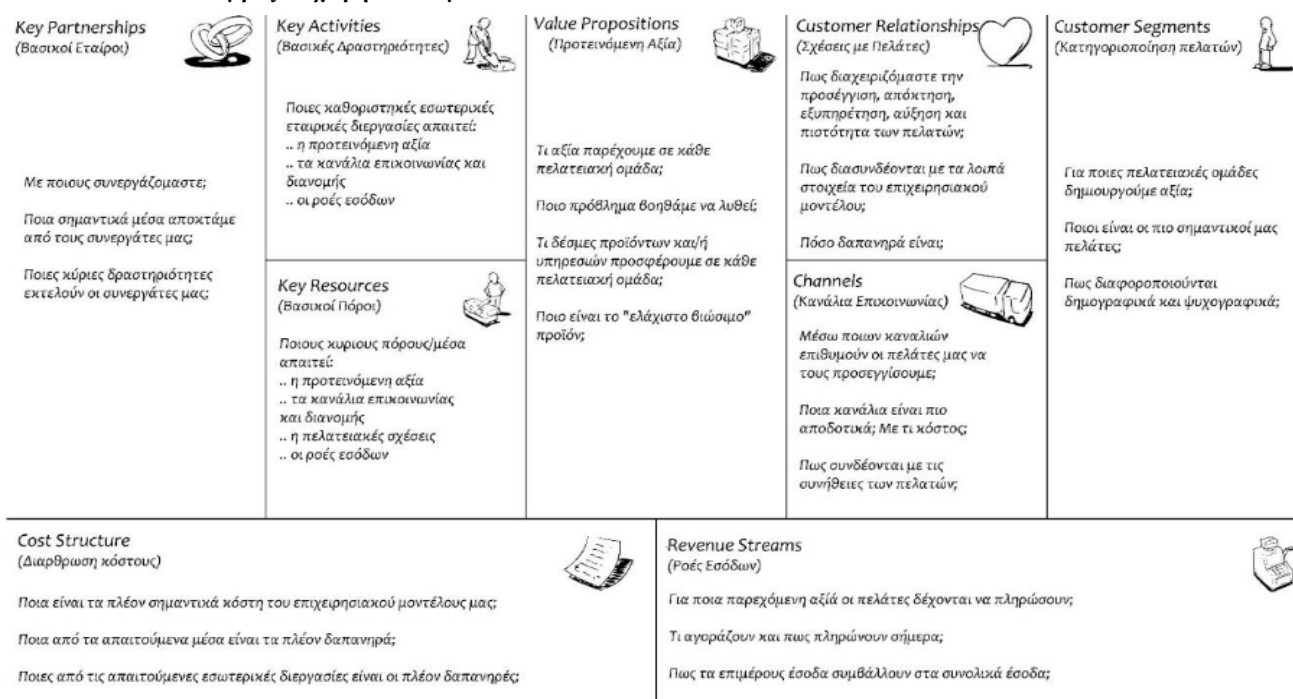 Key Partnerships
(Βασικοί Εταίροι)
Με ποιους συνεργάζομαστε;
Ποια σημαντικά μέσα αποκτάμε
από τους συνεργάτες μας;
Ποιες κύριες δραστηριότητες
εκτελούν οι συνεργάτες μας;
Key Activities
(Βασικές Δραστηριότητες)
Ποιες καθοριστηκές εσωτερικές
εταιρικές διεργασίες απαιτεί:
.. η προτεινόμενη αξία
.. τα κανάλια επικοινωνίας και
διανομής
.. οι ροές εσόδων
Key Resources
(Βασικοί Πόροι)
Ποιους κυριους πόρους/μέσα
απαιτεί:
.. η προτεινόμενη αξία
.. τα κανάλια επικοινωνίας
και διανομής
.. η πελατειακές σχέσεις
.. οι ροές εσόδων
Value Propositions
(Προτεινόμενη Αξία)
Τι αξία παρέχουμε σε κάθε
πελατειακή ομάδα;
Ποιο πρόβλημα βοηθάμε να λυθεί;
Τι δέσμες προϊόντων και/ή
υπηρεσιών προσφέρουμε σε κάθε
πελατειακή ομάδα;
Ποιο είναι το "ελάχιστο βιώσιμο"
προϊόν;
Customer Relationships
(Σχέσεις με Πελάτες)
Πως διαχειριζόμαστε την
προσέγγιση, απόκτηση,
εξυπηρέτηση, αύξηση και
πιστότητα των πελατών;
Πως διασυνδέονται με τα λοιπά
στοιχεία του επιχειρησιακού
μοντέλου;
Πόσο δαπανηρά είναι;
Channels
(Κανάλια Επικοινωνίας)
Μέσω ποιων καναλιών
επιθυμούν οι πελάτες μας να
τους προσεγγίσουμε;
Ποια κανάλια είναι πιο
αποδοτικά; Με τι κόστος;
Πως συνδέονται με τις
συνήθειες των πελατών;
Customer Segments
(Κατηγοριοποίηση πελατών)
Για ποιες πελατειακές ομάδες
δημιουργούμε αξία;
Ποιοι είναι οι πιο σημαντικοί μας
πελάτες;
Πως διαφοροποιούνται
δημογραφικά και ψυχογραφικά;
Cost Structure
(Διαρθρωση κόστους)
Ποια είναι τα πλέον σημαντικά κόστη του επιχειρησιακού μοντέλους μας;
Ποια από τα απαιτούμενα μέσα είναι τα πλέον δαπανηρά;
Ποιες από τις απαιτούμενες εσωτερικές διεργασίες είναι οι πλέον δαπανηρές;
Revenue Streams
(Ροές Εσόδων)
Για ποια παρεχόμενη αξίά οι πελάτες δέχονται να πληρώσουν;
Τι αγοράζουν και πως πληρώνουν σήμερα;
Πως τα επιμέρους έσοδα συμβάλλουν στα συνολικά έσοδα;